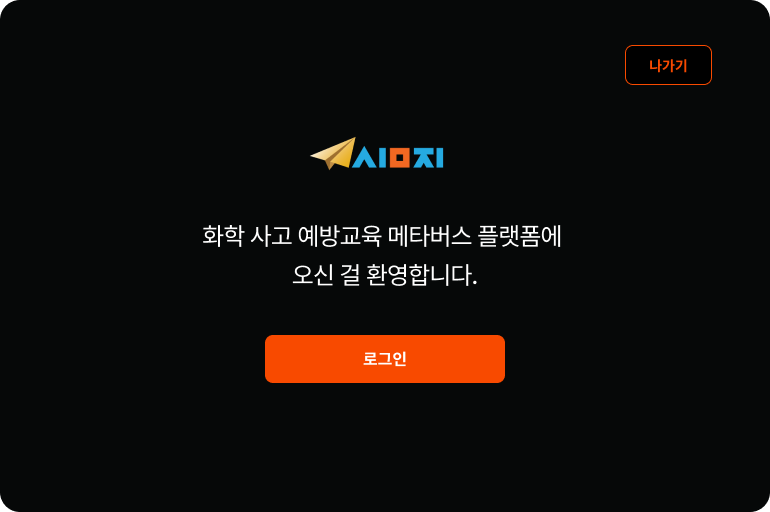 나가기
시므지
화학 사고 예방교육 메타버스 플랫폼에
오신 걸 환영합니다.
로그인